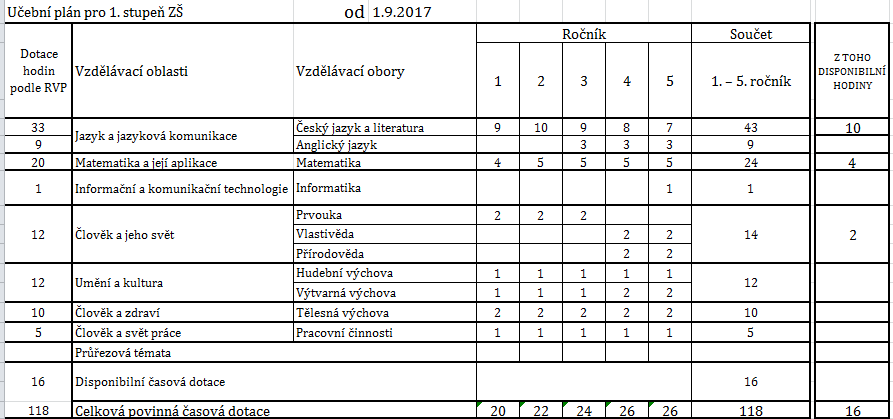 Učební plán pro 1. stupeň ZŠ od 1.9.2017
Dotace hodin podle RVP Vzdělávací oblasti Vzdělávací obory Ročník Součet Z TOHO DISPONIBILNÍ HODINY
1 2 3 4 5 1. – 5. ročník
33 Jazyk a jazyková komunikace Český jazyk a literatura 9 10 9 8 7 43 10
9 Anglický jazyk 3 3 3 9
20 Matematika a její aplikace Matematika 4 5 5 5 5 24 4
1 Informační a komunikační technologie Informatika 1 1
Prvouka 2 2 2
12 Člověk a jeho svět Vlastivěda 2 2 14 2
Přírodověda 2 2
12 Umění a kultura Hudební výchova 1 1 1 1 1 12
Výtvarná výchova 1 1 1 2 2
10 Člověk a zdraví Tělesná výchova 2 2 2 2 2 10
5 Člověk a svět práce Pracovní činnosti 1 1 1 1 1 5
Průřezová témata
16 Disponibilní časová dotace 16
118 Celková povinná časová dotace 20 22 24 26 26 118 16